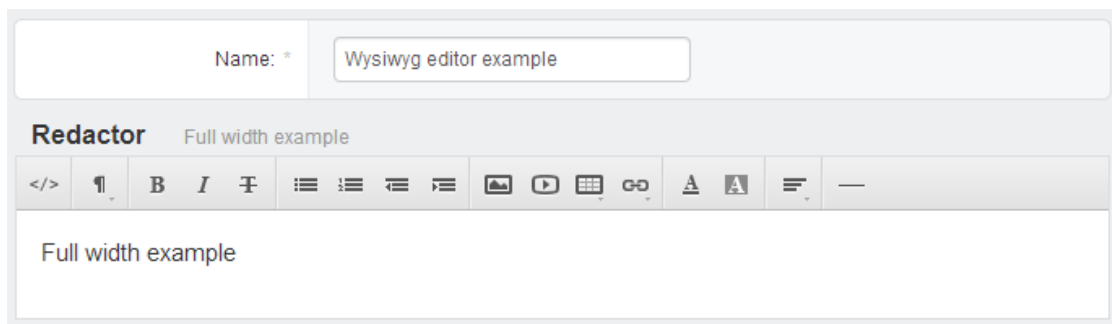 Name: *
Wysiwyg editor example
Redactor Full width example
</> ¶ B I T A A
Full width example